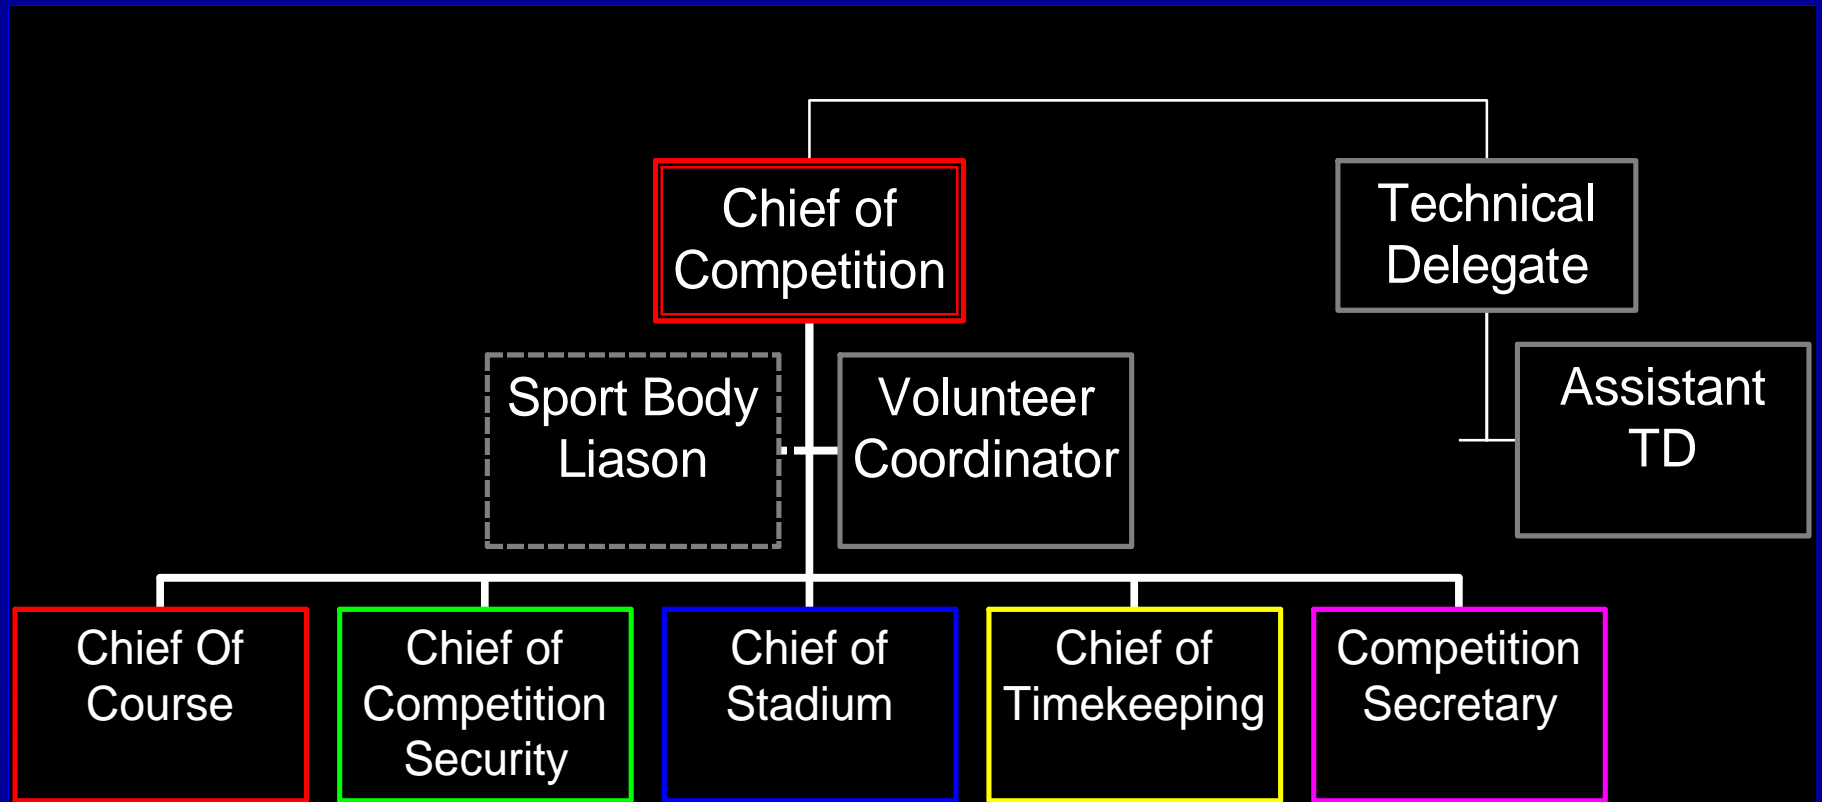 Chief of
Competition
Technical
Delegate
Sport Body
Liason
Volunteer
Coordinator
Assistant
TD
Chief Of
Course
Chief of
Competition
Security
Chief of
Stadium
Chief of
Timekeeping
Competition
Secretary